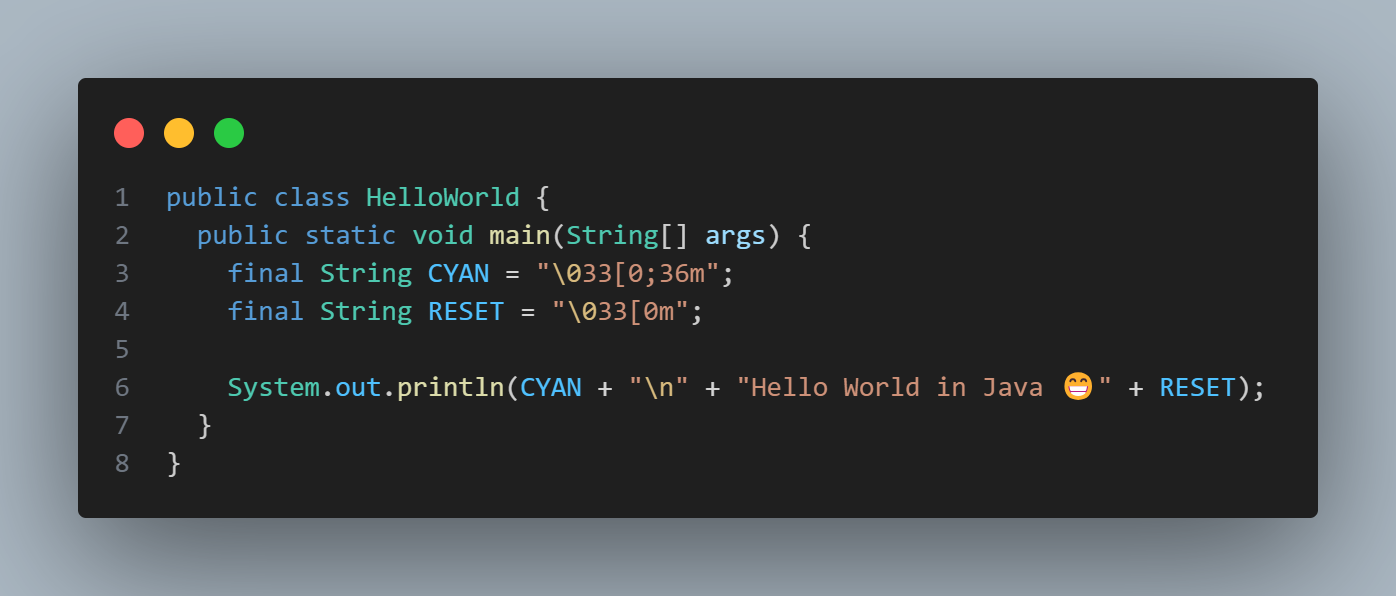 1 public class HelloWorld {
2   public static void main(String[] args) {
3     final String CYAN = "\033[0;36m";
4     final String RESET = "\033[0m";
5
6     System.out.println(CYAN + "\n" + "Hello World in Java 😁" + RESET);
7   }
8 }